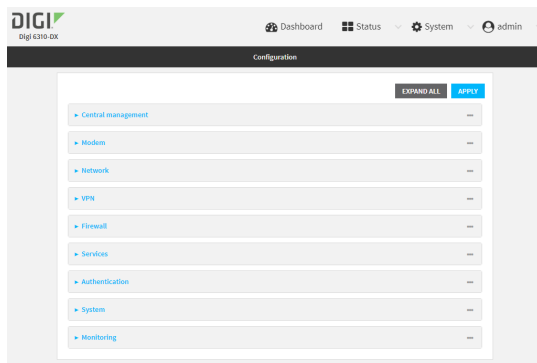 DIGI
Digi 6310-DX
Dashboard Status System admin
Configuration
EXPAND ALL APPLY
Central management
Modem
Network
VPN
Firewall
Services
Authentication
System
Monitoring